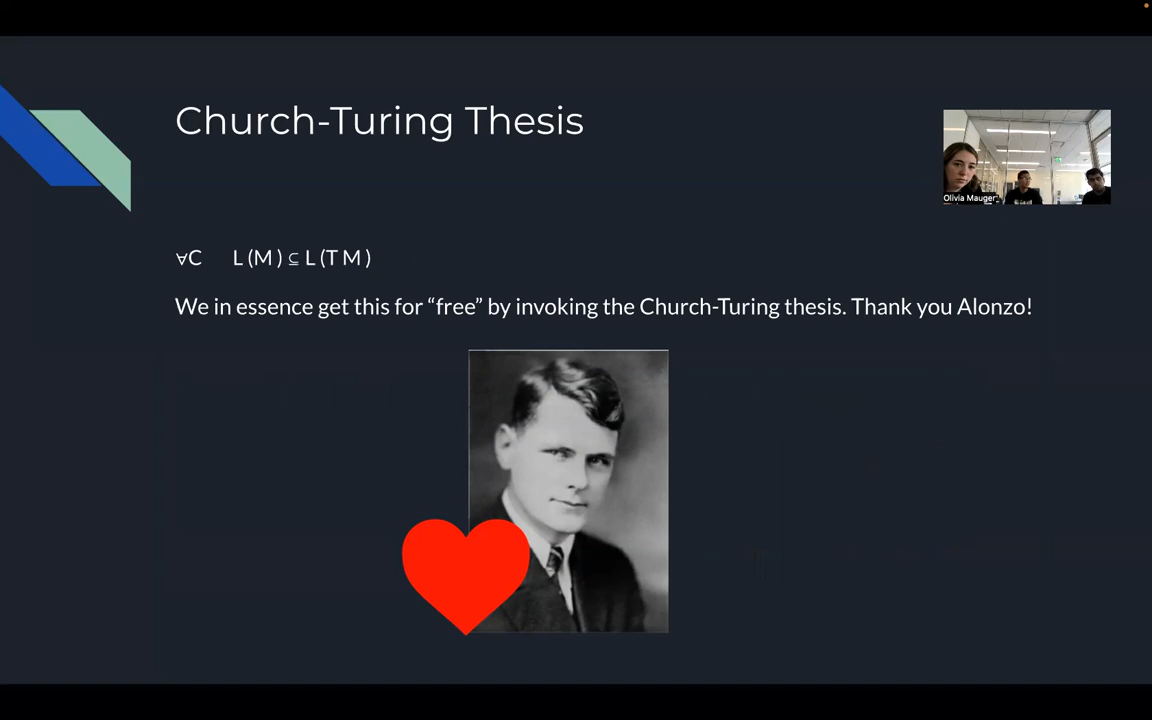 Church-Turing Thesis
Olivia Mauger
∀C L (M) ⊆ L (T M )
We in essence get this for “free” by invoking the Church-Turing thesis. Thank you Alonzo!